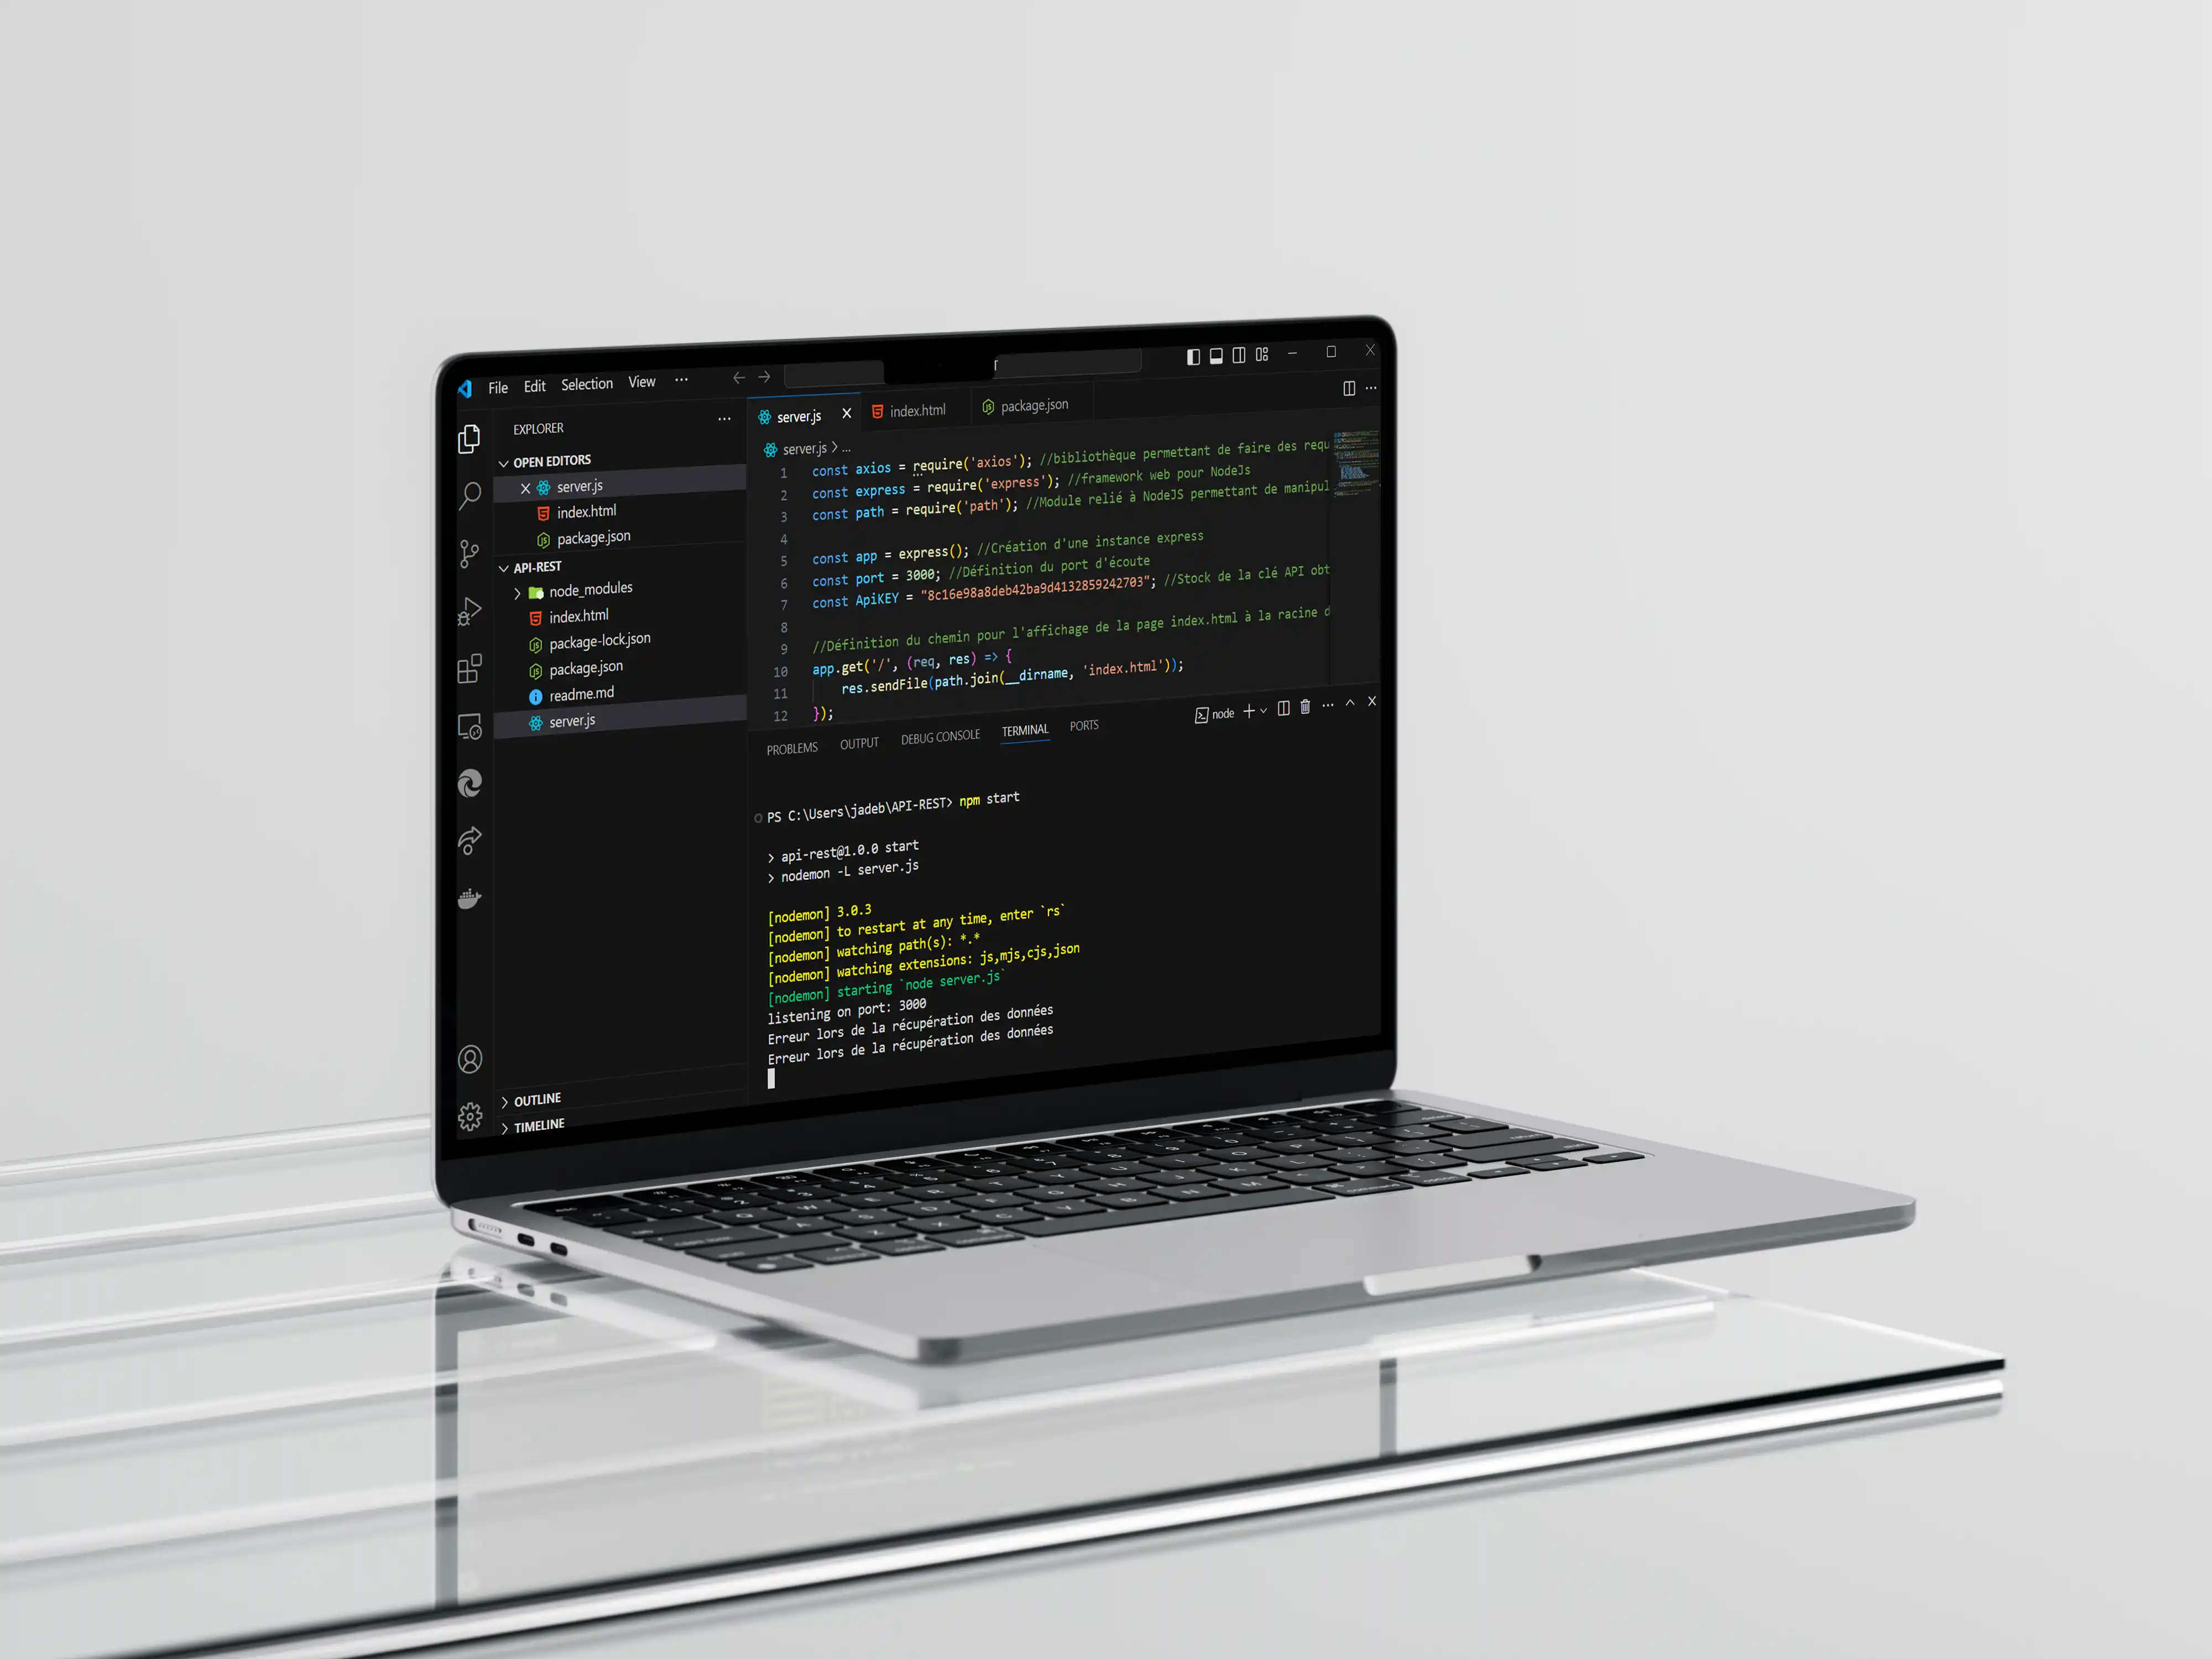 File Edit Selection View ...
EXPLORER ...
OPEN EDITORS
server.js
index.html
package.json
API-REST
node_modules
index.html
package-lock.json
package.json
readme.md
server.js
OUTLINE
TIMELINE
server.js index.html package.json
server.js > ...
1 const axios = require('axios'); //bibliothèque permettant de faire des requ
2 const express = require('express'); //framework web pour NodeJs
3 const path = require('path'); //Module relié à NodeJS permettant de manipul
4
5 const app = express(); //Création d'une instance express
6 const port = 3000; //Définition du port d'écoute
7 const ApiKEY = "8c16e98a8deb42ba9d4132859242703"; //Stock de la clé API obt
8
9 //Définition du chemin pour l'affichage de la page index.html à la racine d
10 app.get('/', (req, res) => {
11 res.sendFile(path.join(__dirname, 'index.html'));
12 });
PROBLEMS OUTPUT DEBUG CONSOLE TERMINAL PORTS node
PS C:\Users\jadeb\API-REST> npm start
> api-rest@1.0.0 start
> nodemon -L server.js
[nodemon] 3.0.3
[nodemon] to restart at any time, enter `rs`
[nodemon] watching path(s): *.*
[nodemon] watching extensions: js,mjs,cjs,json
[nodemon] starting `node server.js`
listening on port: 3000
Erreur lors de la récupération des données
Erreur lors de la récupération des données